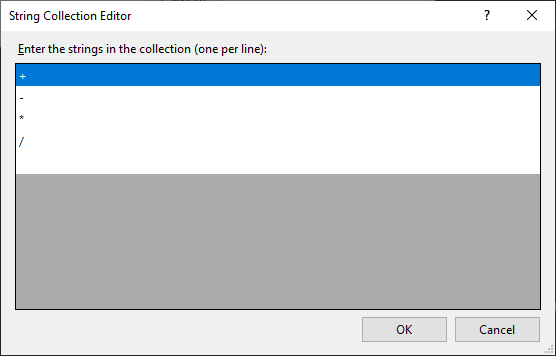 String Collection Editor
?
Enter the strings in the collection (one per line):
+
-
*
/
OK
Cancel